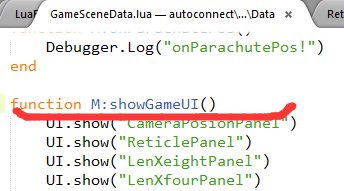 LuaF
GameSceneData.lua — autoconnect\...\Data
Ret
Debugger.Log("onParachutePos!")
end
function M:showGameUI()
UI.show("CameraPosionPanel")
UI.show("ReticlePanel")
UI.show("LenXeightPanel")
UI.show("LenXfourPanel")